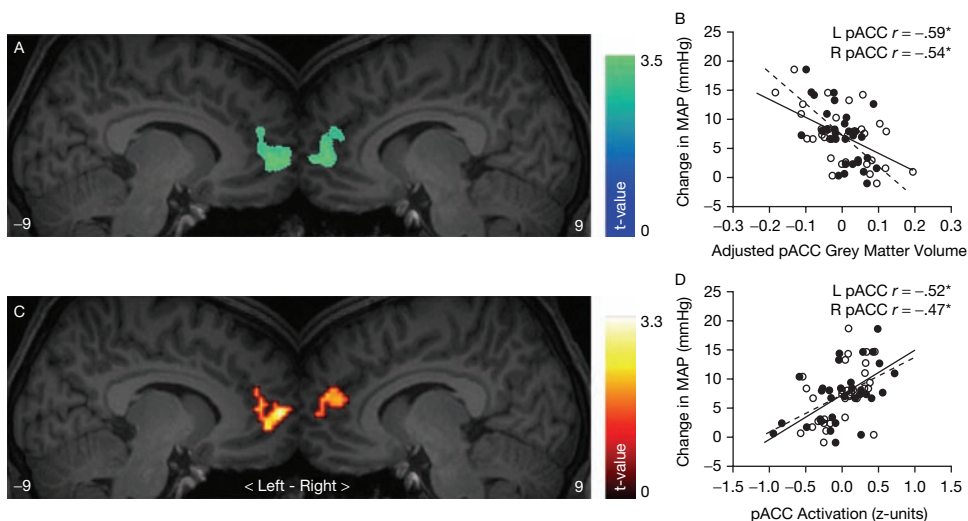 A
−9
9
3.5
t-value
0
B
L pACC r = −.59*
R pACC r = −.54*
Change in MAP (mmHg)
25
20
15
10
5
0
−5
−0.3 −0.2 −0.1 0.0 0.1 0.2 0.3
Adjusted pACC Grey Matter Volume
C
−9
< Left - Right >
9
3.3
t-value
0
D
L pACC r = −.52*
R pACC r = −.47*
Change in MAP (mmHg)
25
20
15
10
5
0
−5
−1.5 −1.0 −0.5 0.0 0.5 1.0 1.5
pACC Activation (z-units)